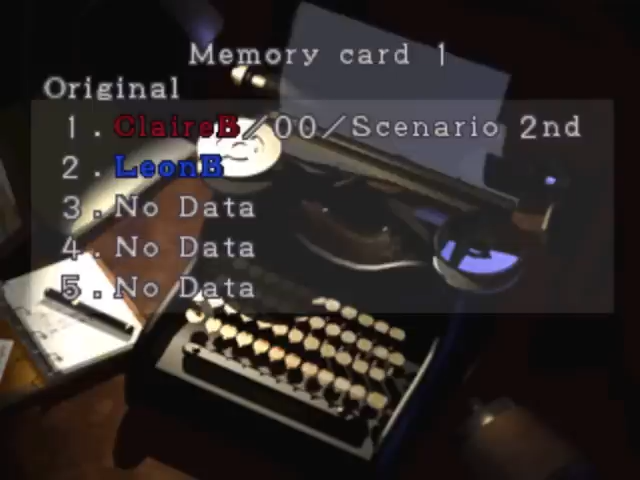 Memory card 1
Original
1. ClaireB/00/Scenario 2nd
2. LeonB
3. No Data
4. No Data
5. No Data